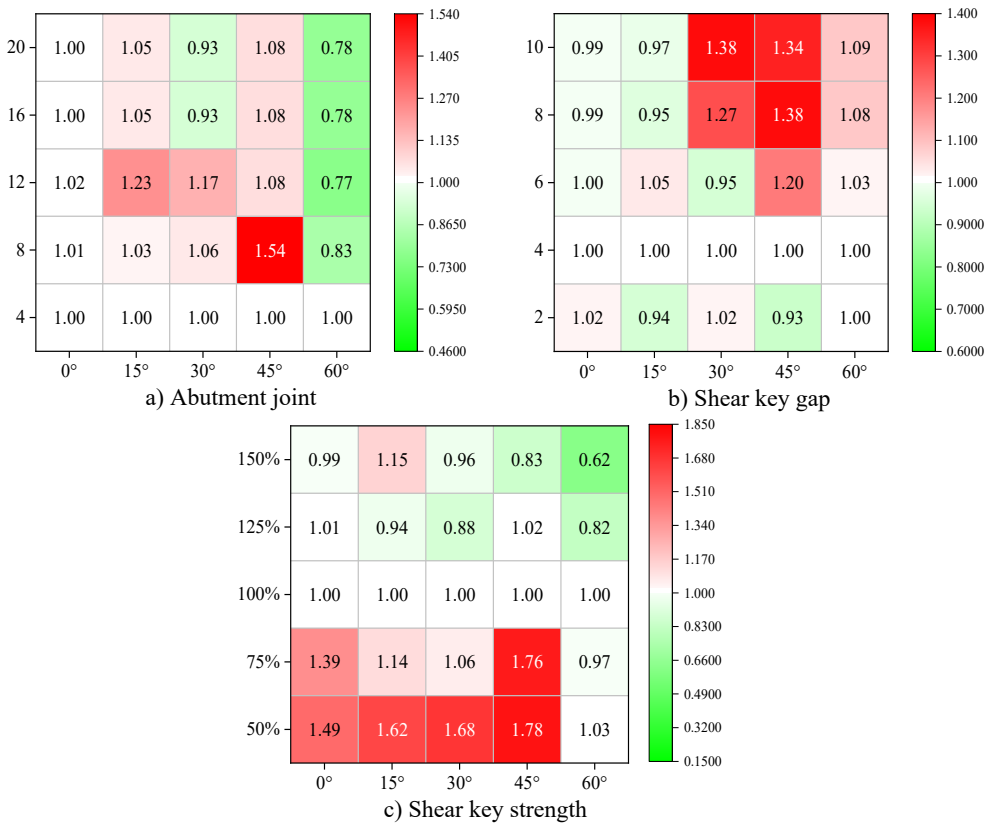 20 1.00 1.05 0.93 1.08 0.78
16 1.00 1.05 0.93 1.08 0.78
12 1.02 1.23 1.17 1.08 0.77
8 1.01 1.03 1.06 1.54 0.83
4 1.00 1.00 1.00 1.00 1.00
0° 15° 30° 45° 60°
1.540
1.405
1.270
1.135
1.000
0.8650
0.7300
0.5950
0.4600
a) Abutment joint
10 0.99 0.97 1.38 1.34 1.09
8 0.99 0.95 1.27 1.38 1.08
6 1.00 1.05 0.95 1.20 1.03
4 1.00 1.00 1.00 1.00 1.00
2 1.02 0.94 1.02 0.93 1.00
0° 15° 30° 45° 60°
1.400
1.300
1.200
1.100
1.000
0.9000
0.8000
0.7000
0.6000
b) Shear key gap
150% 0.99 1.15 0.96 0.83 0.62
125% 1.01 0.94 0.88 1.02 0.82
100% 1.00 1.00 1.00 1.00 1.00
75% 1.39 1.14 1.06 1.76 0.97
50% 1.49 1.62 1.68 1.78 1.03
0° 15° 30° 45° 60°
1.850
1.680
1.510
1.340
1.170
1.000
0.8300
0.6600
0.4900
0.3200
0.1500
c) Shear key strength